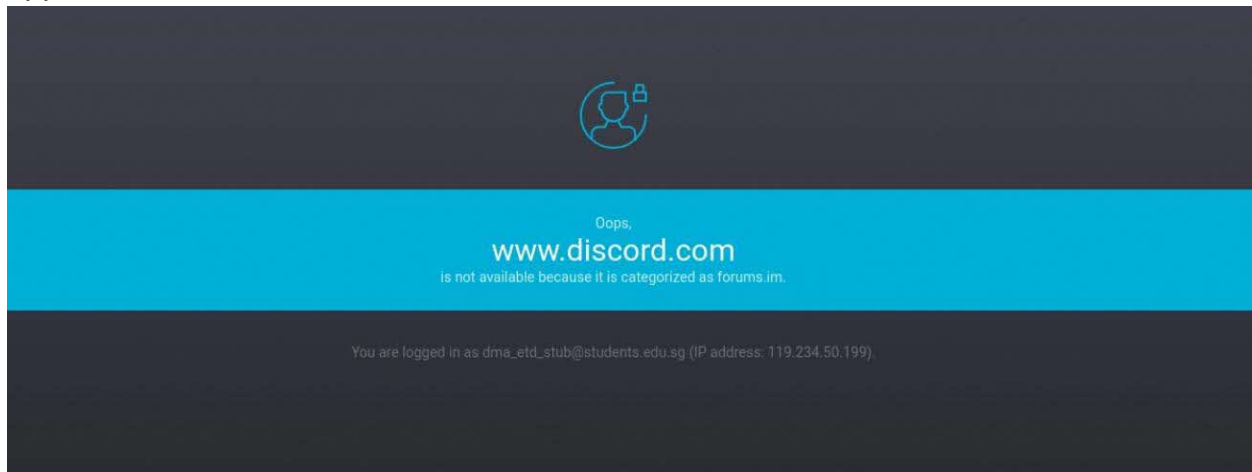 Oops,
www.discord.com
is not available because it is categorized as forums.im.
You are logged in as dma_etd_stub@students.edu.sg (IP address: 119.234.50.199).